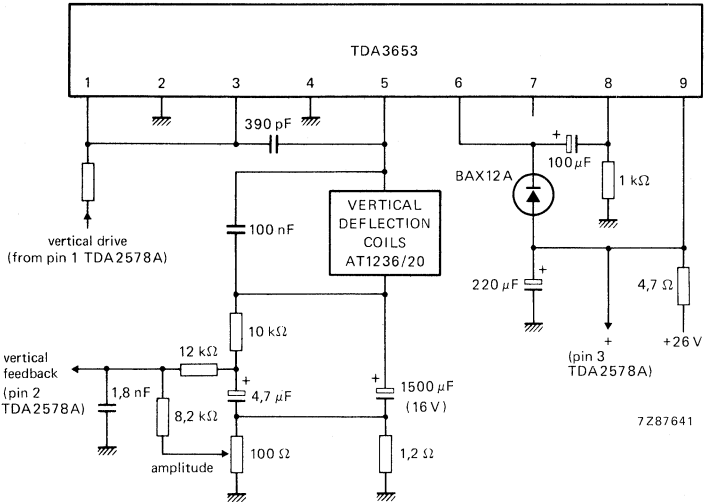 TDA3653
1 2 3 4 5 6 7 8 9
390 pF
+
100 μF
BAX12A
1 kΩ
VERTICAL
DEFLECTION
COILS
AT1236/20
100 nF
vertical drive
(from pin 1 TDA2578A)
+
220 μF
4,7 Ω
10 kΩ
+
(pin 3
TDA2578A)
+26 V
12 kΩ
vertical
feedback
(pin 2
TDA2578A)
1,8 nF
+
4,7 μF
+
1500 μF
(16 V)
8,2 kΩ
7Z87641
amplitude
100 Ω
1,2 Ω